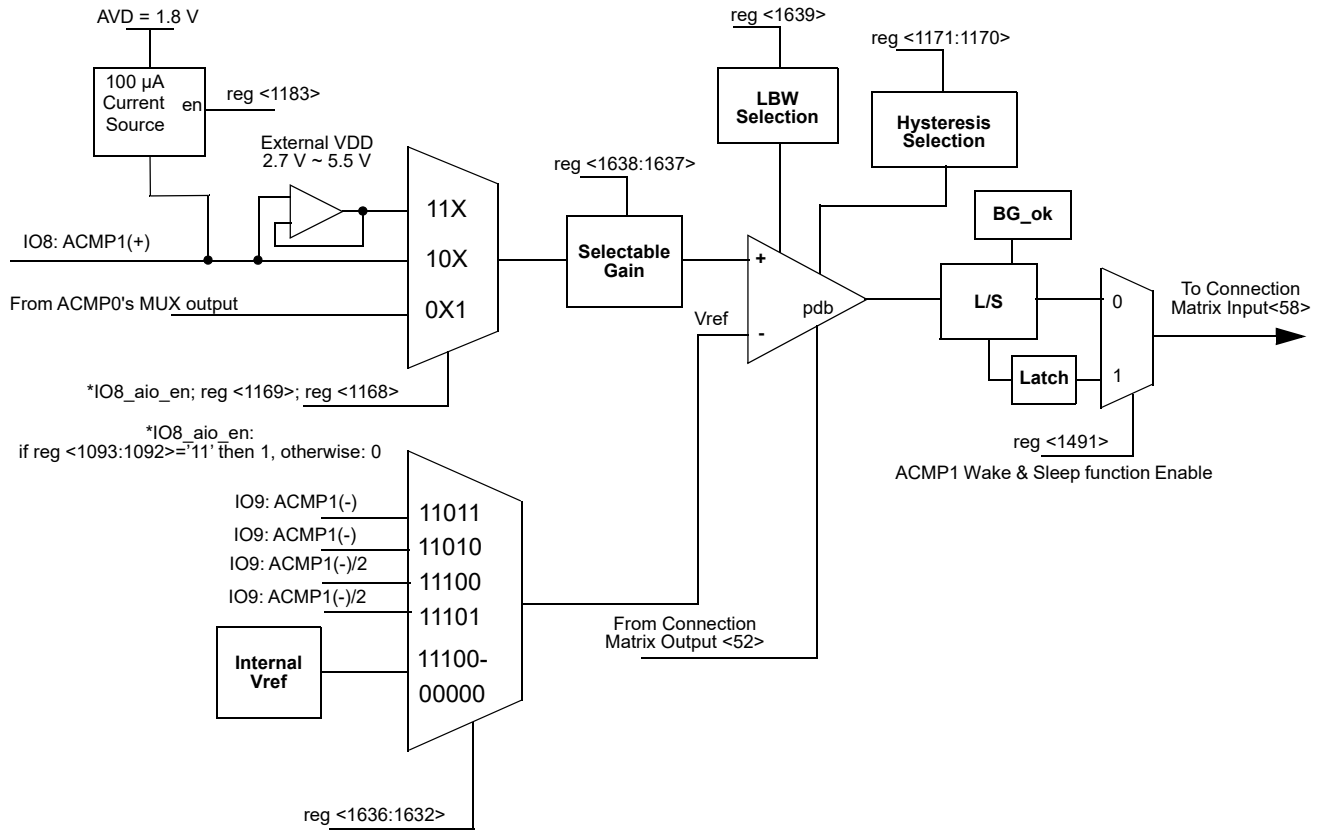 AVD = 1.8 V
100 µA
Current
Source
en
reg <1183>
External VDD
2.7 V ~ 5.5 V
IO8: ACMP1(+)
From ACMP0's MUX output
11X
10X
0X1
*IO8_aio_en; reg <1169>; reg <1168>
*IO8_aio_en:
if reg <1093:1092>='11' then 1, otherwise: 0
reg <1638:1637>
Selectable
Gain
reg <1639>
LBW
Selection
reg <1171:1170>
Hysteresis
Selection
+
-
pdb
Vref
BG_ok
L/S
Latch
0
1
To Connection
Matrix Input<58>
reg <1491>
ACMP1 Wake & Sleep function Enable
IO9: ACMP1(-)
IO9: ACMP1(-)
IO9: ACMP1(-)/2
IO9: ACMP1(-)/2
Internal
Vref
11011
11010
11100
11101
11100-
00000
From Connection
Matrix Output <52>
reg <1636:1632>